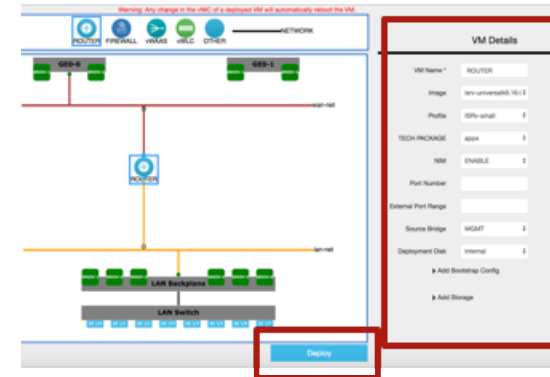 Warning: Any change in the vNIC of a deployed VM will automatically reboot the VM.
ROUTER FIREWALL vWAAS vWLC OTHER NETWORK
GE0-0 GE0-1
wan-net
ROUTER
lan-net
LAN Backplane
LAN Switch
Deploy
VM Details
VM Name * ROUTER
Image
Profile ISRv-small
TECH PACKAGE appx
NIM ENABLE
Port Number
External Port Range
Source Bridge MGMT
Deployment Disk Internal
Add Bootstrap Config
Add Storage